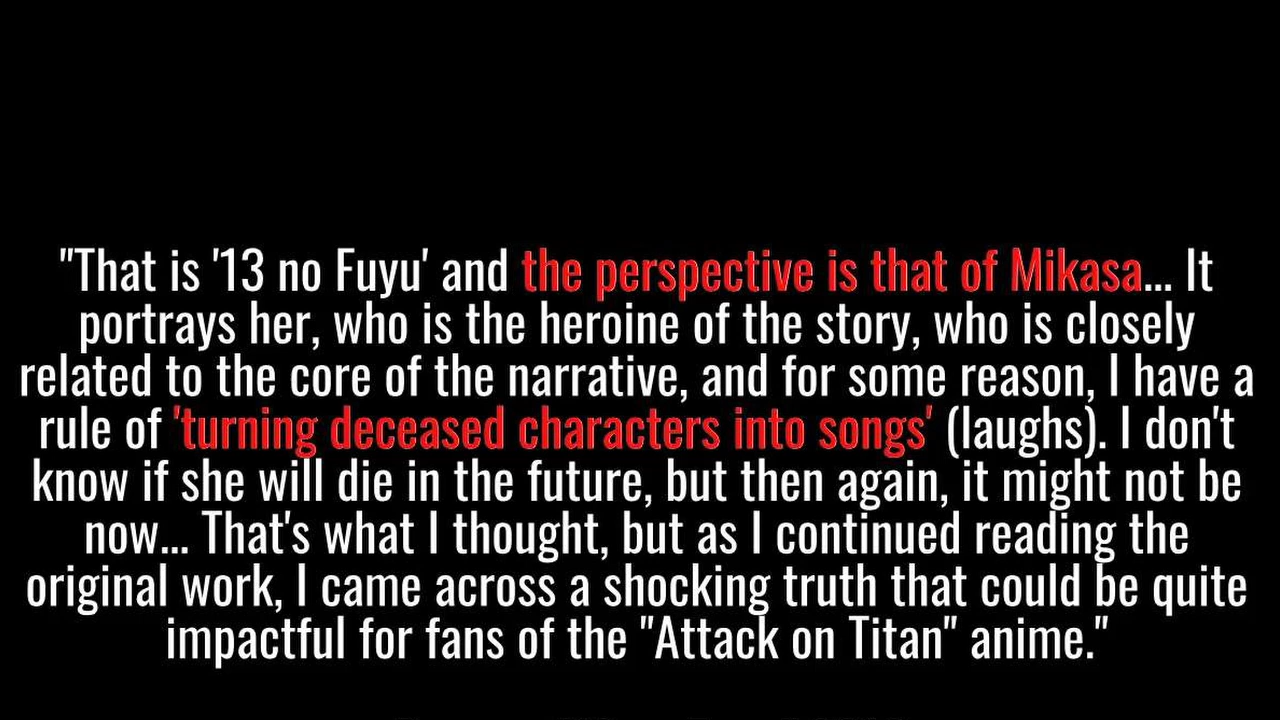 "That is '13 no Fuyu' and the perspective is that of Mikasa... It
portrays her, who is the heroine of the story, who is closely
related to the core of the narrative, and for some reason, I have a
rule of 'turning deceased characters into songs' (laughs). I don't
know if she will die in the future, but then again, it might not be
now... That's what I thought, but as I continued reading the
original work, I came across a shocking truth that could be quite
impactful for fans of the "Attack on Titan" anime."